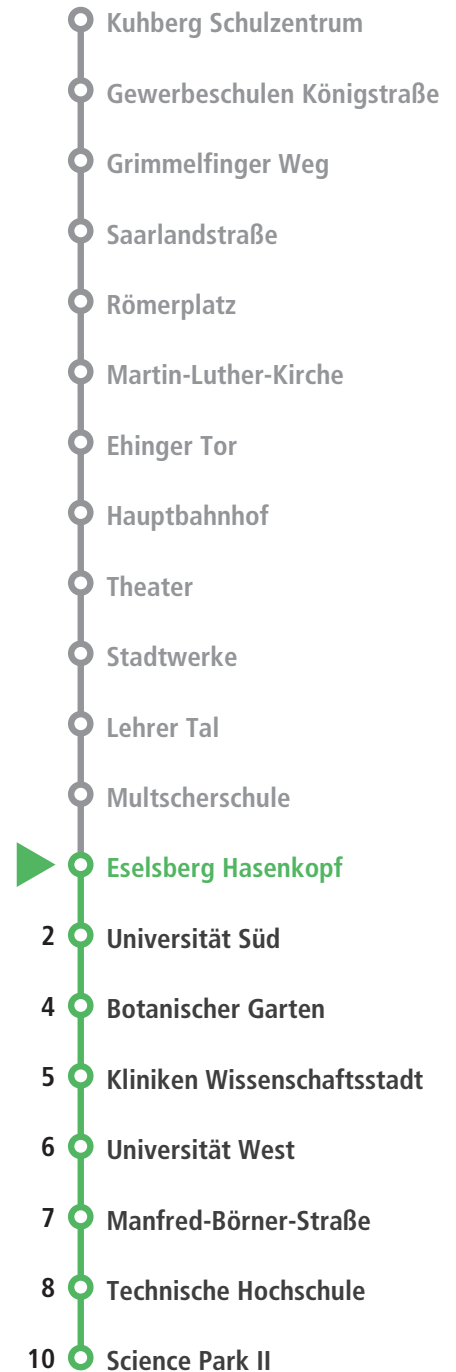 Kuhberg Schulzentrum
Gewerbeschulen Königstraße
Grimmelfinger Weg
Saarlandstraße
Römerplatz
Martin-Luther-Kirche
Ehinger Tor
Hauptbahnhof
Theater
Stadtwerke
Lehrer Tal
Multscherschule
Eselsberg Hasenkopf
2 Universität Süd
4 Botanischer Garten
5 Kliniken Wissenschaftsstadt
6 Universität West
7 Manfred-Börner-Straße
8 Technische Hochschule
10 Science Park II